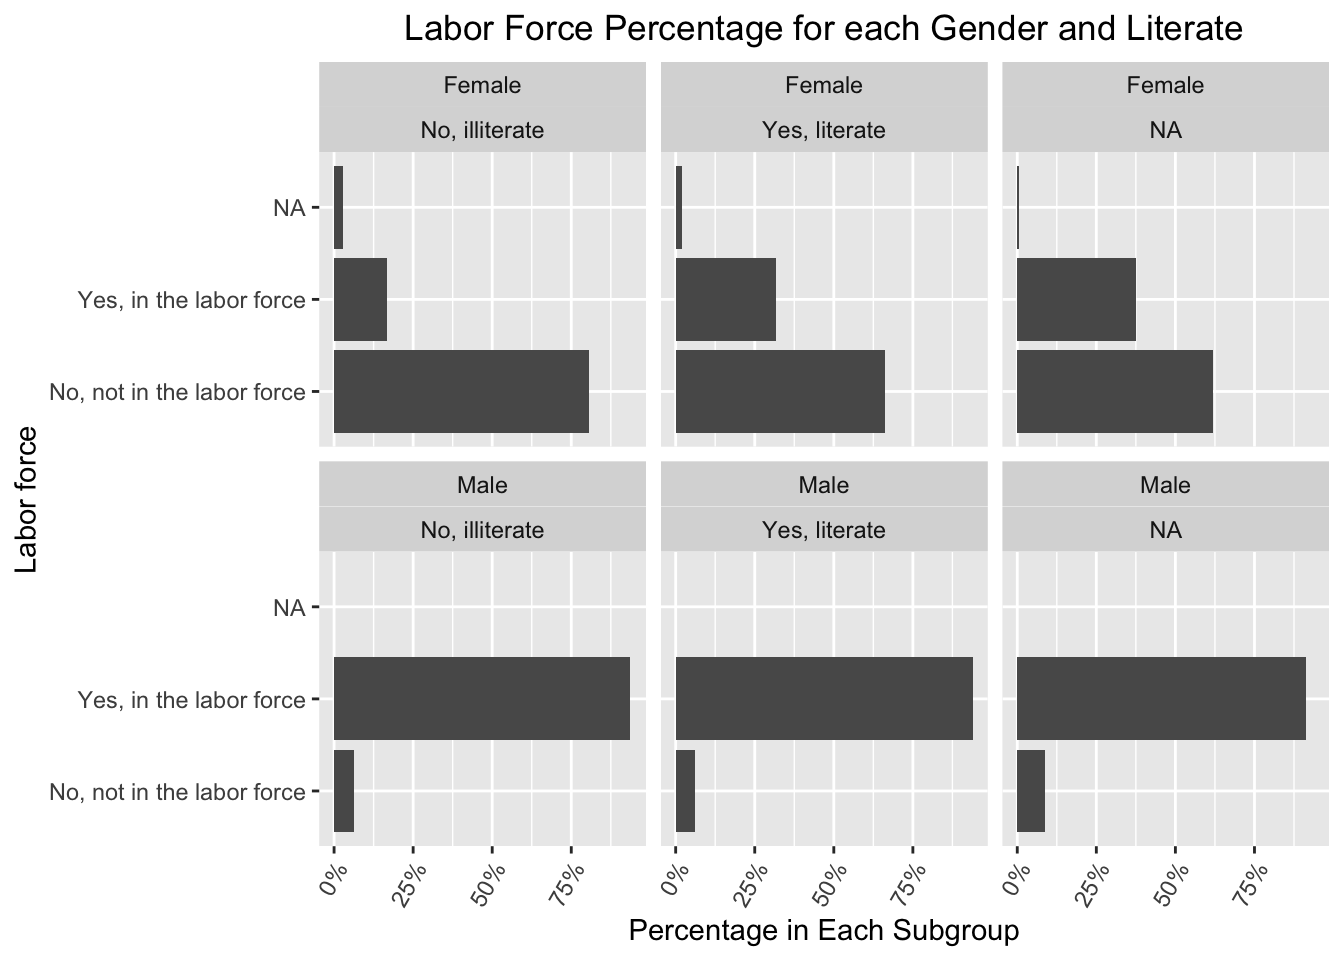 Labor Force Percentage for each Gender and Literate
Female
Female
Female
No, illiterate
Yes, literate
NA
NA
Yes, in the labor force
No, not in the labor force
Labor force
Male
Male
Male
No, illiterate
Yes, literate
NA
NA
Yes, in the labor force
No, not in the labor force
0%
25%
50%
75%
0%
25%
50%
75%
0%
25%
50%
75%
Percentage in Each Subgroup